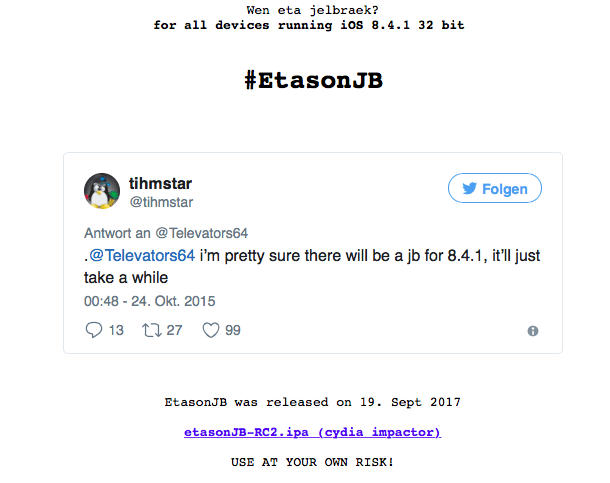 Wen eta jelbraek?
for all devices running iOS 8.4.1 32 bit
#EtasonJB
tihmstar
@tihmstar
Folgen
Antwort an @Televators64
.@Televators64 i'm pretty sure there will be a jb for 8.4.1, it'll just
take a while
00:48 - 24. Okt. 2015
13 27 99
EtasonJB was released on 19. Sept 2017
etasonJB-RC2.ipa (cydia impactor)
USE AT YOUR OWN RISK!